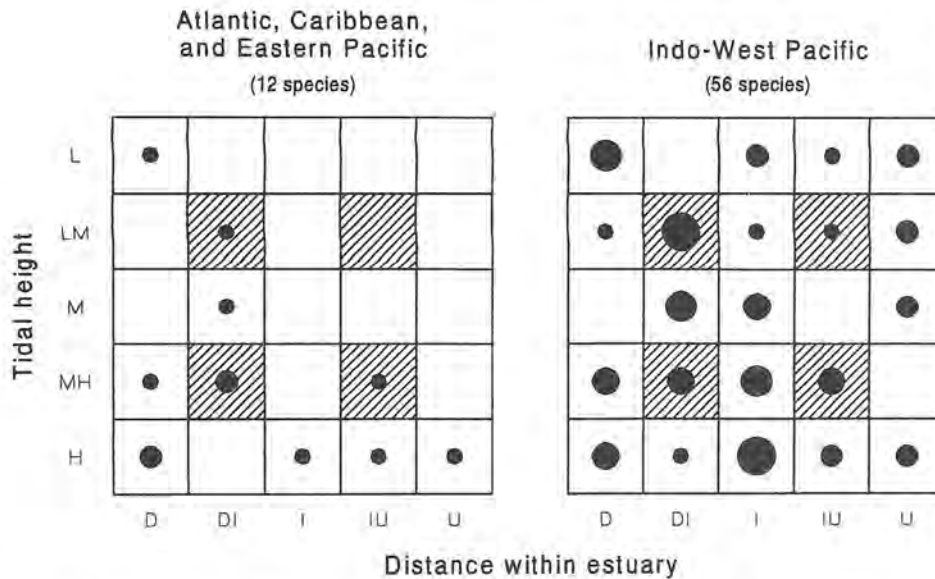 Atlantic, Caribbean,
and Eastern Pacific
(12 species)
Indo-West Pacific
(56 species)
Tidal height
L
LM
M
MH
H
D DI I IU U
D DI I IU U
Distance within estuary